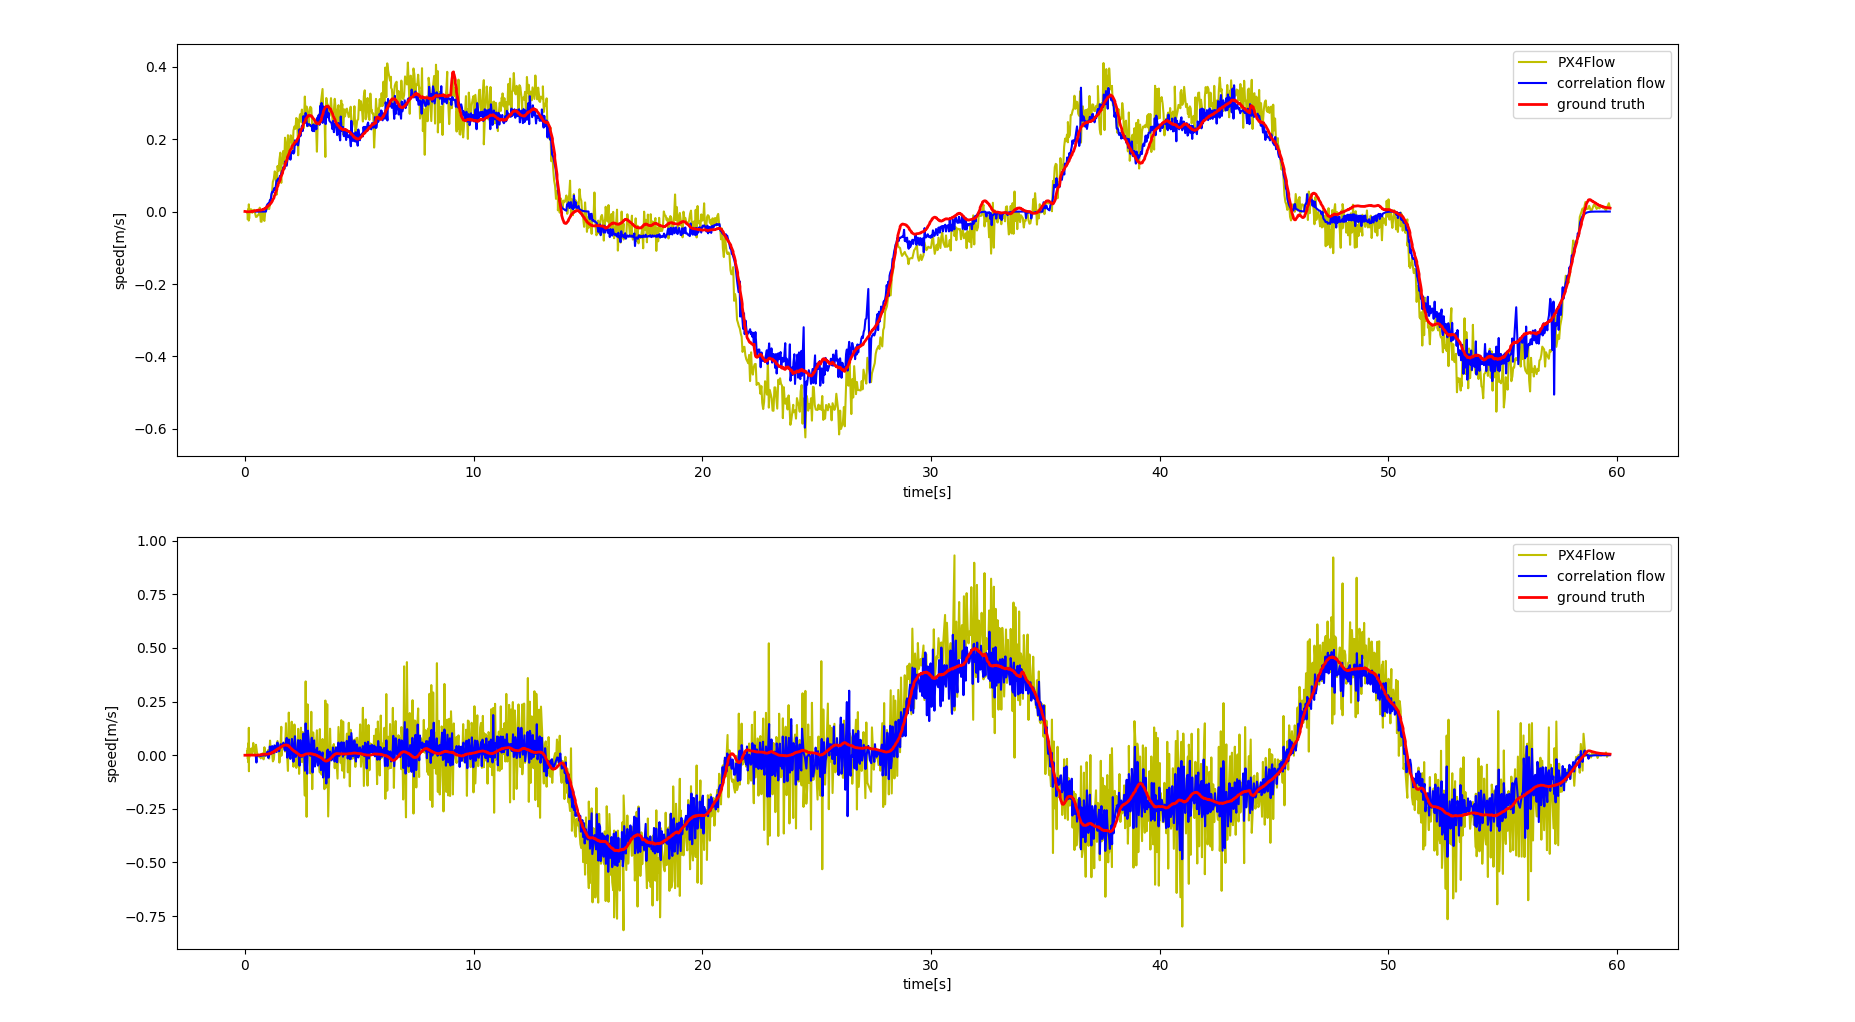 0.4
0.2
0.0
−0.2
−0.4
−0.6
speed[m/s]
PX4Flow
correlation flow
ground truth
0 10 20 30 40 50 60
time[s]
1.00
0.75
0.50
0.25
0.00
−0.25
−0.50
−0.75
speed[m/s]
PX4Flow
correlation flow
ground truth
0 10 20 30 40 50 60
time[s]